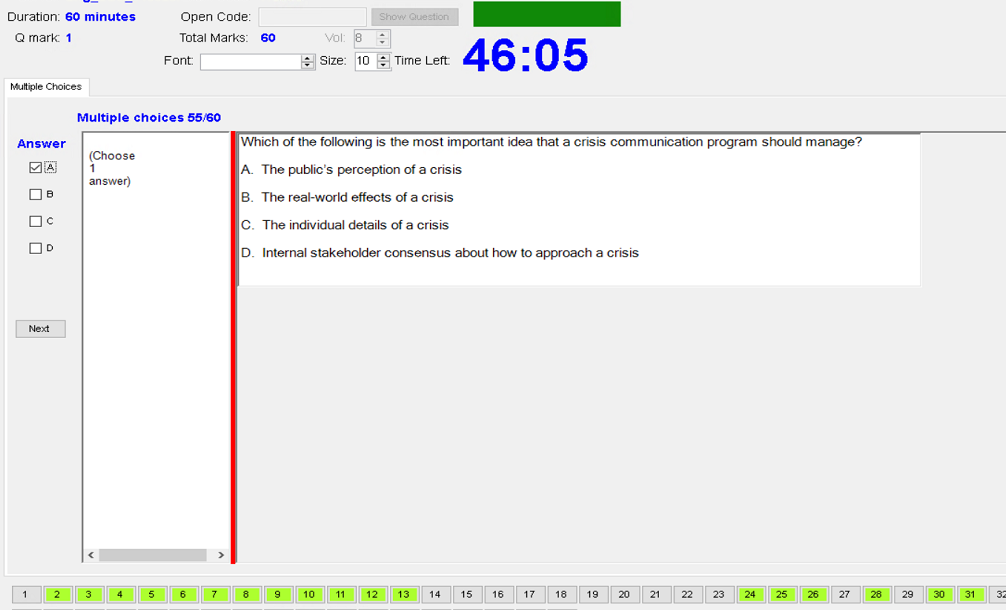 Duration: 60 minutes Open Code: Show Question
Q mark: 1 Total Marks: 60 Vol: 8
Font: Size: 10 Time Left: 46:05
Multiple Choices
Multiple choices 55/60
Answer
A
B
C
D
Next
(Choose
1
answer)
Which of the following is the most important idea that a crisis communication program should manage?
A. The public's perception of a crisis
B. The real-world effects of a crisis
C. The individual details of a crisis
D. Internal stakeholder consensus about how to approach a crisis
1 2 3 4 5 6 7 8 9 10 11 12 13 14 15 16 17 18 19 20 21 22 23 24 25 26 27 28 29 30 31